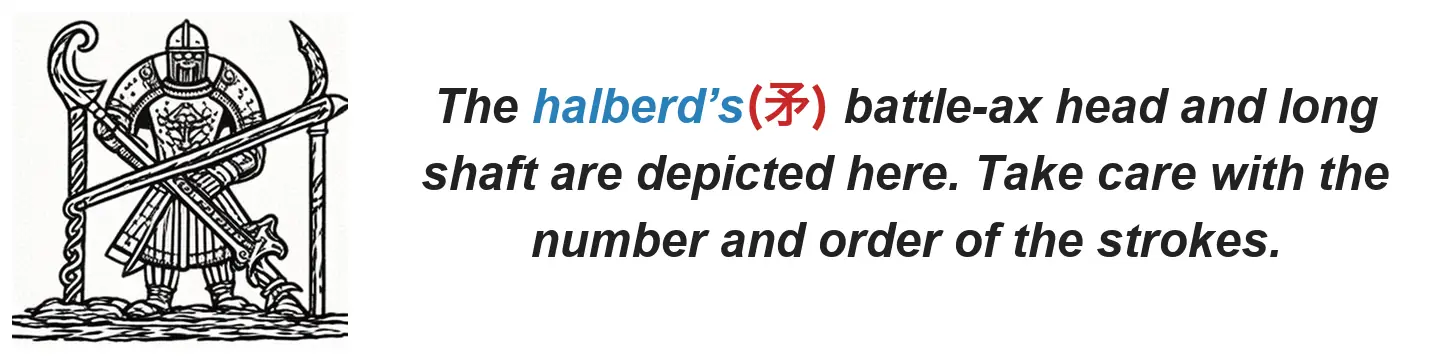 The halberd’s(矛) battle-ax head and long
shaft are depicted here. Take care with the
number and order of the strokes.